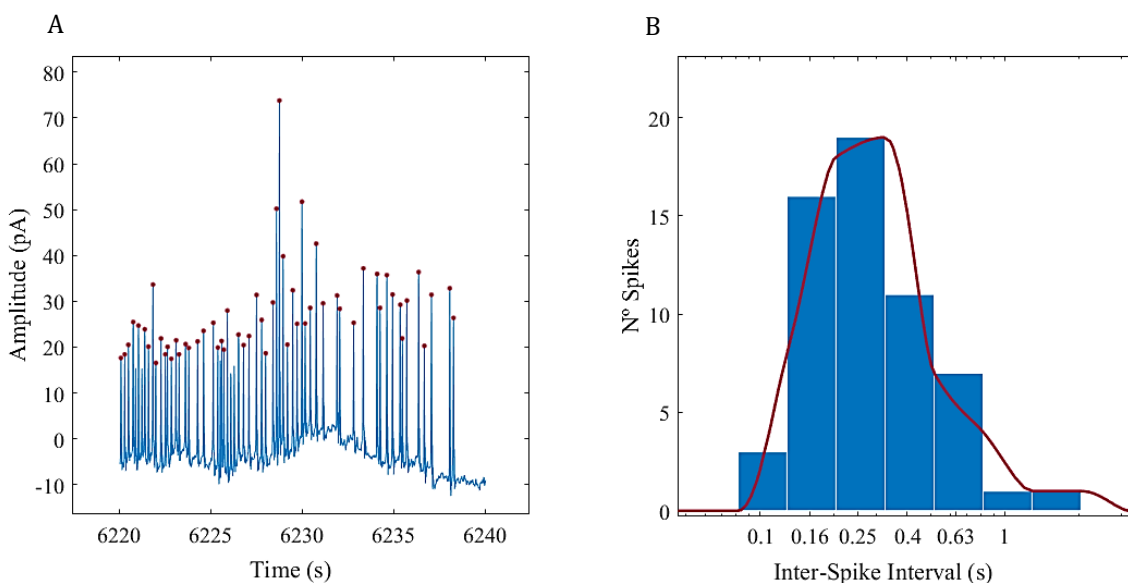 A
80
70
60
50
40
30
20
10
0
-10
Amplitude (pA)
6220 6225 6230 6235 6240
Time (s)
B
20
15
10
5
0
Nº Spikes
0.1 0.16 0.25 0.4 0.63 1
Inter-Spike Interval (s)